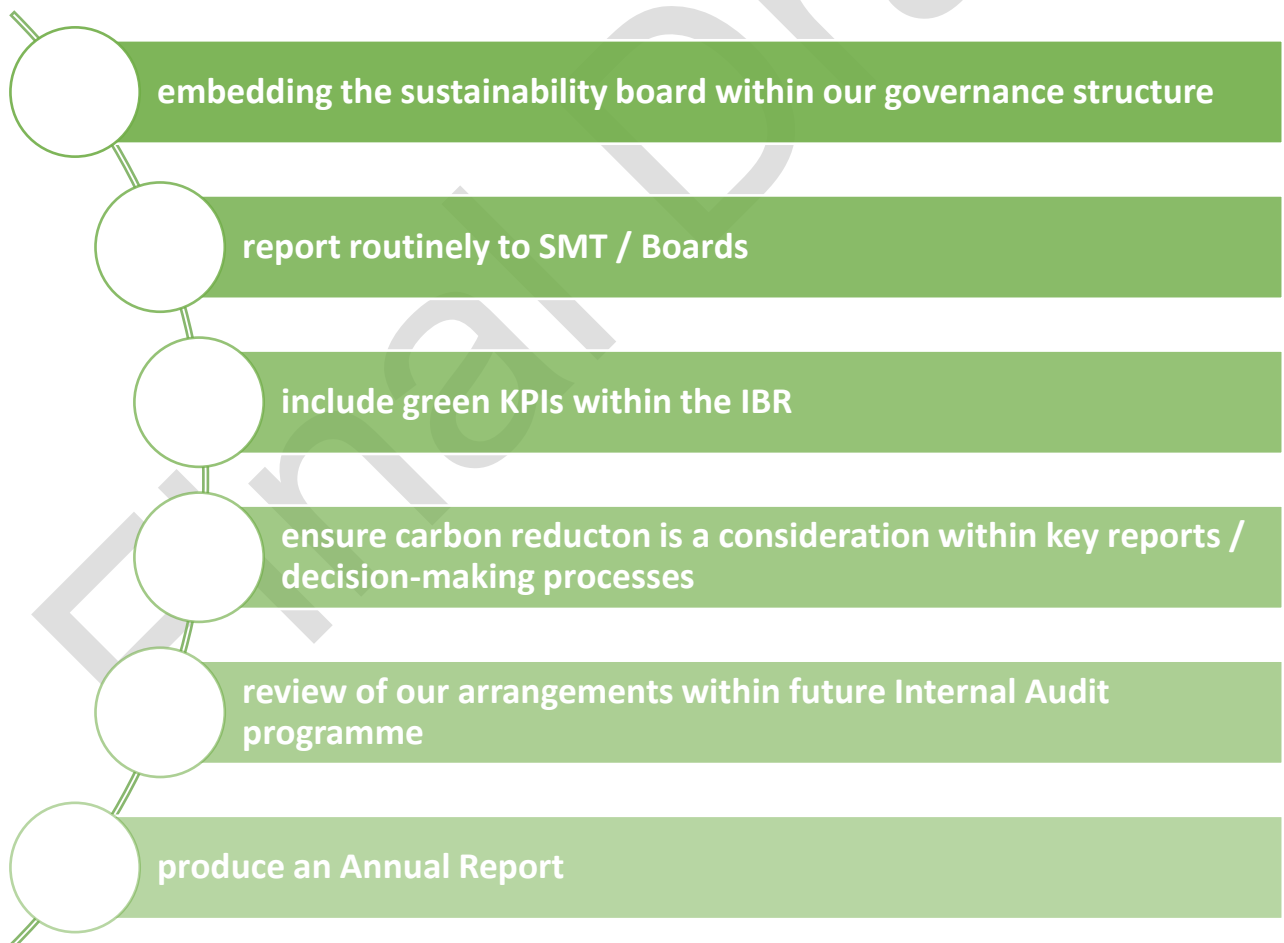 embedding the sustainability board within our governance structure
report routinely to SMT / Boards
include green KPIs within the IBR
ensure carbon reducton is a consideration within key reports /
decision-making processes
review of our arrangements within future Internal Audit
programme
produce an Annual Report
Final Dra